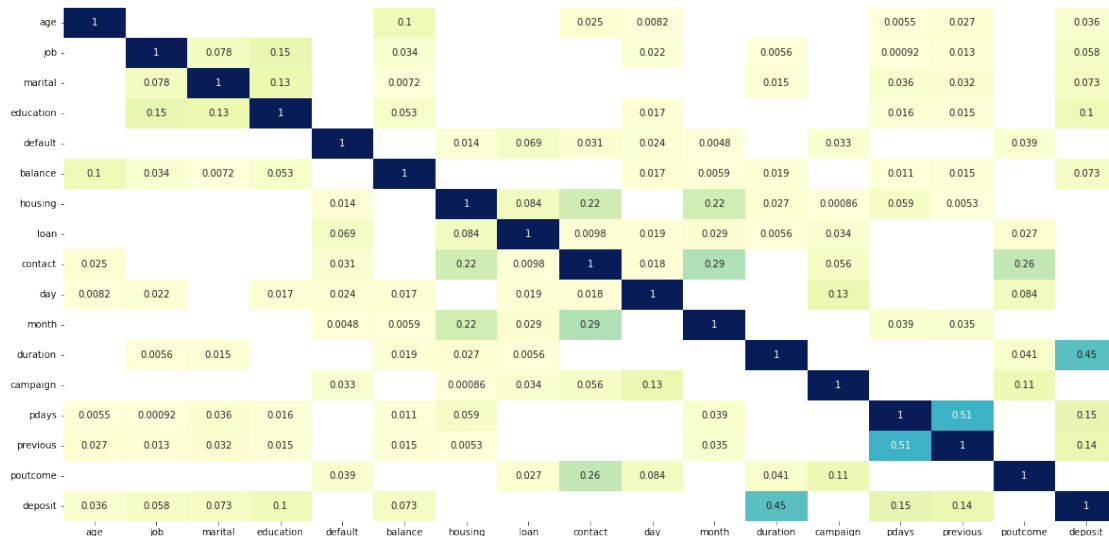 age 1 0.1 0.025 0.0082 0.0055 0.027 0.036
job 1 0.078 0.15 0.034 0.022 0.0056 0.00092 0.013 0.058
marital 0.078 1 0.13 0.0072 0.015 0.036 0.032 0.073
education 0.15 0.13 1 0.053 0.017 0.016 0.015 0.1
default 1 0.014 0.069 0.031 0.024 0.0048 0.033 0.039
balance 0.1 0.034 0.0072 0.053 1 0.017 0.0059 0.019 0.011 0.015 0.073
housing 0.014 1 0.084 0.22 0.22 0.027 0.00086 0.059 0.0053
loan 0.069 0.084 1 0.0098 0.019 0.029 0.0056 0.034 0.027
contact 0.025 0.031 0.22 0.0098 1 0.018 0.29 0.056 0.26
day 0.0082 0.022 0.017 0.024 0.017 0.019 0.018 1 0.13 0.084
month 0.0048 0.0059 0.22 0.029 0.29 1 0.039 0.035
duration 0.0056 0.015 0.019 0.027 0.0056 1 0.041 0.45
campaign 0.033 0.00086 0.034 0.056 0.13 1 0.11
pdays 0.0055 0.00092 0.036 0.016 0.011 0.059 0.039 1 0.51 0.15
previous 0.027 0.013 0.032 0.015 0.015 0.0053 0.035 0.51 1 0.14
poutcome 0.039 0.027 0.26 0.084 0.041 0.11 1
deposit 0.036 0.058 0.073 0.1 0.073 0.45 0.15 0.14 1
age job marital education default balance housing loan contact day month duration campaign pdays previous poutcome deposit